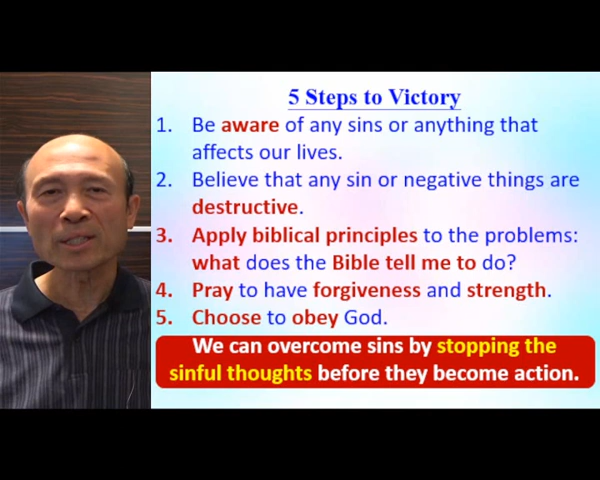 5 Steps to Victory
1. Be aware of any sins or anything that
affects our lives.
2. Believe that any sin or negative things are
destructive.
3. Apply biblical principles to the problems:
what does the Bible tell me to do?
4. Pray to have forgiveness and strength.
5. Choose to obey God.
We can overcome sins by stopping the
sinful thoughts before they become action.